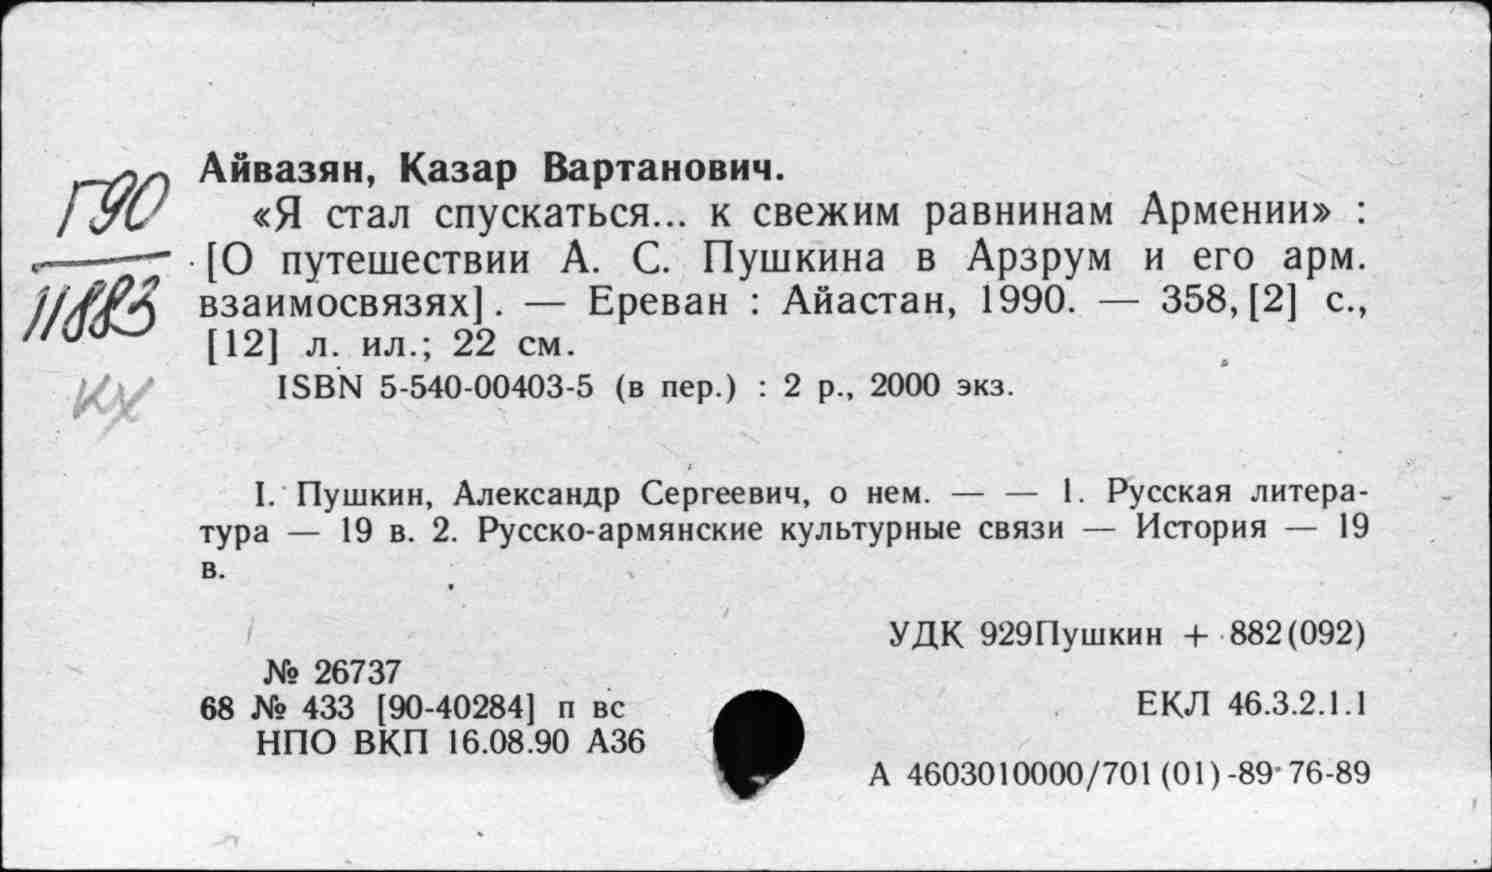 Г90
11883
кх
Айвазян, Казар Вартанович.
«Я стал спускаться... к свежим равнинам Армении» :
[О путешествии А. С. Пушкина в Арзрум и его арм.
взаимосвязях]. — Ереван : Айастан, 1990. — 358, [2] с.,
[12] л. ил.; 22 см.
ISBN 5-540-00403-5 (в пер.) : 2 р., 2000 экз.
I. Пушкин, Александр Сергеевич, о нем. — — 1. Русская литера-
тура — 19 в. 2. Русско-армянские культурные связи — История — 19
в.
УДК 929Пушкин + 882(092)
№ 26737
68 № 433 [90-40284] п вс
ЕКЛ 46.3.2.1.1
НПО ВКП 16.08.90 А36
А 4603010000/701(01)-89 76-89